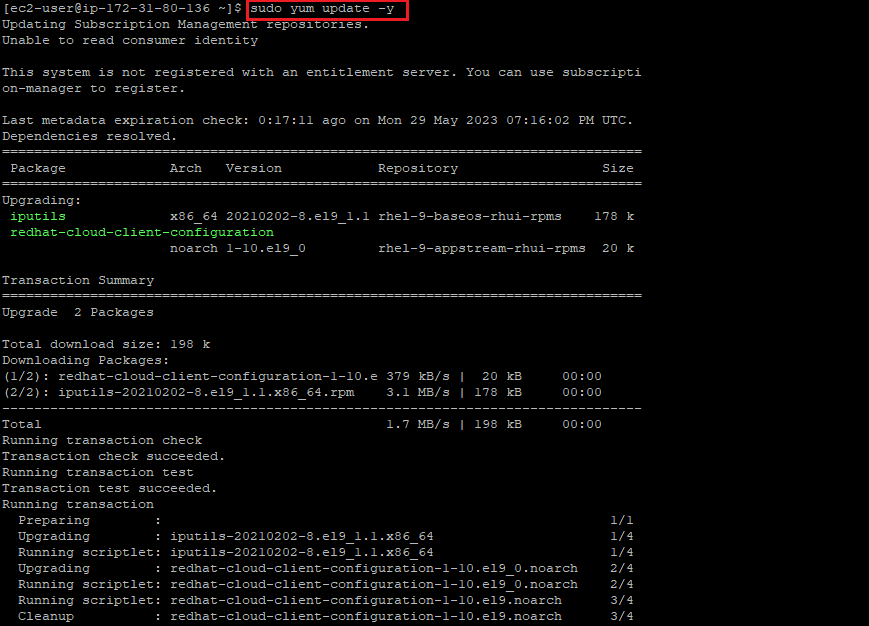 [ec2-user@ip-172-31-80-136 ~]$ sudo yum update -y
Updating Subscription Management repositories.
Unable to read consumer identity
This system is not registered with an entitlement server. You can use subscripti
on-manager to register.
Last metadata expiration check: 0:17:11 ago on Mon 29 May 2023 07:16:02 PM UTC.
Dependencies resolved.
================================================================================
Package Arch Version Repository Size
================================================================================
Upgrading:
iputils x86_64 20210202-8.el9_1.1 rhel-9-baseos-rhui-rpms 178 k
redhat-cloud-client-configuration
noarch 1-10.el9_0 rhel-9-appstream-rhui-rpms 20 k
Transaction Summary
================================================================================
Upgrade 2 Packages
Total download size: 198 k
Downloading Packages:
(1/2): redhat-cloud-client-configuration-1-10.e 379 kB/s | 20 kB 00:00
(2/2): iputils-20210202-8.el9_1.1.x86_64.rpm 3.1 MB/s | 178 kB 00:00
--------------------------------------------------------------------------------
Total 1.7 MB/s | 198 kB 00:00
Running transaction check
Transaction check succeeded.
Running transaction test
Transaction test succeeded.
Running transaction
Preparing : 1/1
Upgrading : iputils-20210202-8.el9_1.1.x86_64 1/4
Running scriptlet: iputils-20210202-8.el9_1.1.x86_64 1/4
Upgrading : redhat-cloud-client-configuration-1-10.el9_0.noarch 2/4
Running scriptlet: redhat-cloud-client-configuration-1-10.el9_0.noarch 2/4
Running scriptlet: redhat-cloud-client-configuration-1-10.el9.noarch 3/4
Cleanup : redhat-cloud-client-configuration-1-10.el9.noarch 3/4